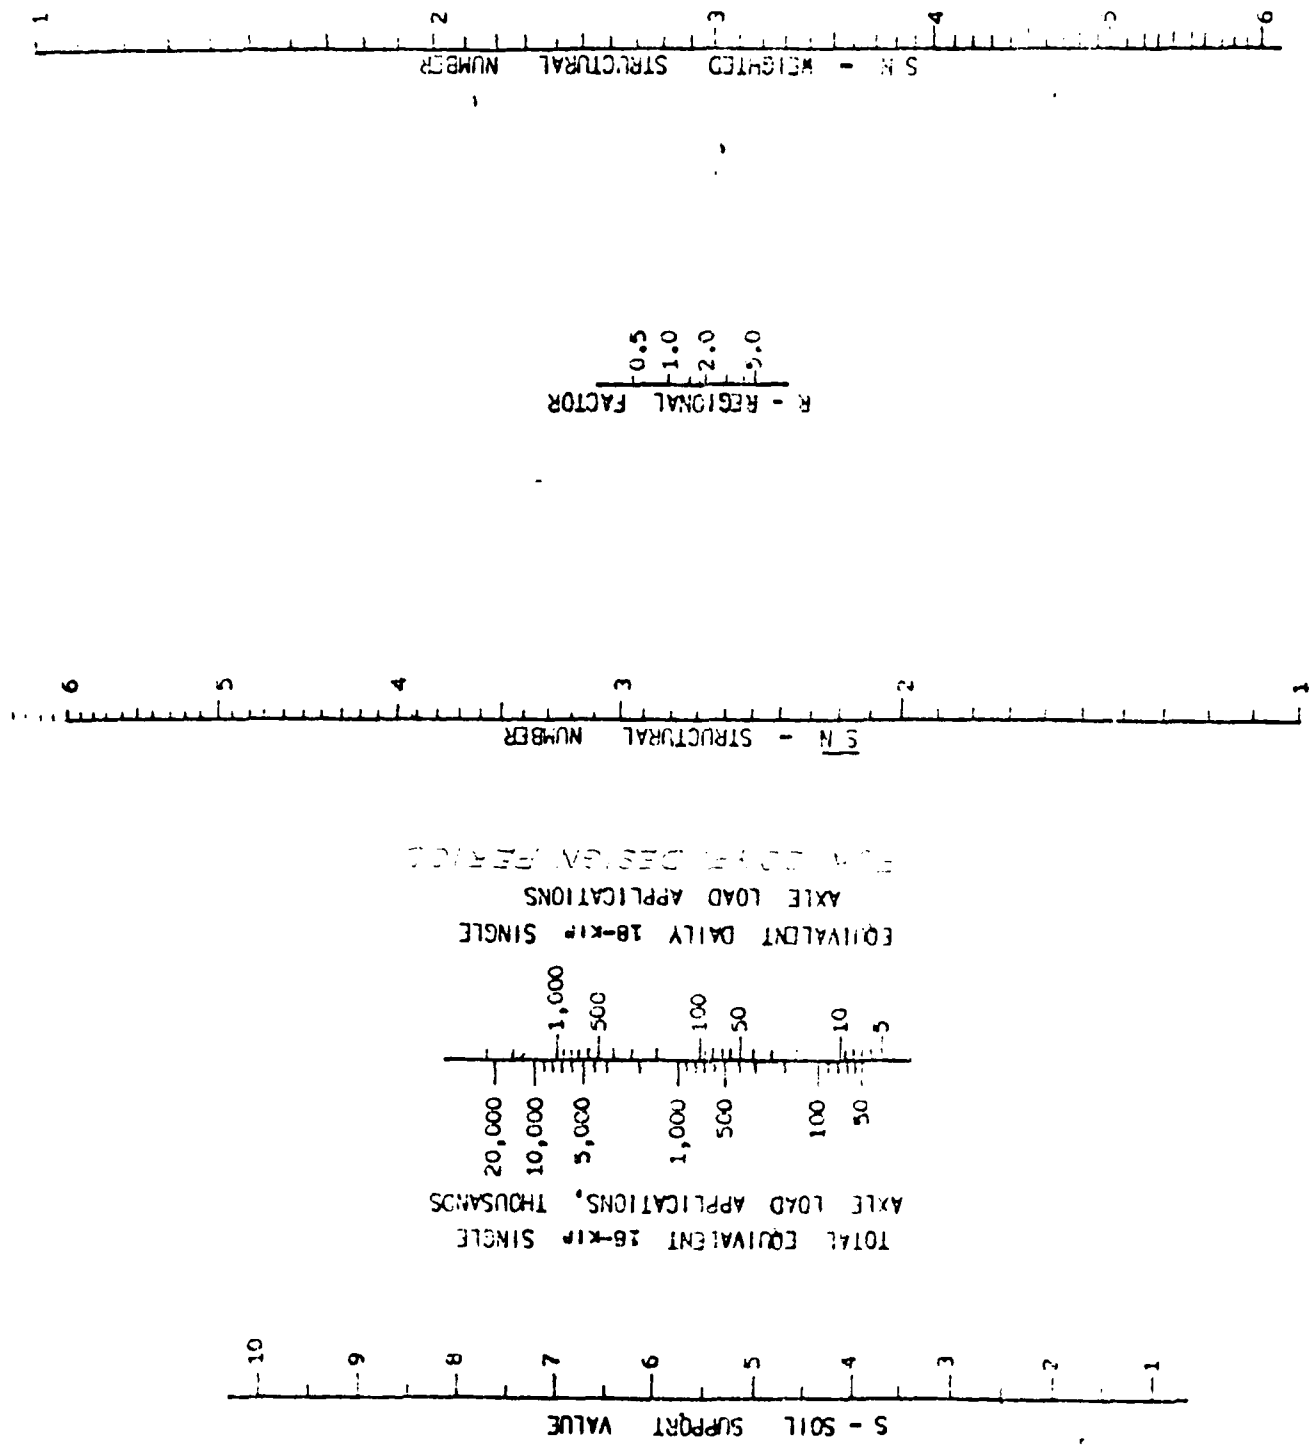 S - SOIL SUPPORT VALUE
10 9 8 7 6 5 4 3 2 1
TOTAL EQUIVALENT 18-KIP SINGLE
AXLE LOAD APPLICATIONS, THOUSANDS
20,000 10,000 5,000 1,000 500 100 50
1,000 500 100 50 10 5
EQUIVALENT DAILY 18-KIP SINGLE
AXLE LOAD APPLICATIONS
DESIGN PERIOD
S N - STRUCTURAL NUMBER
6 5 4 3 2 1
R - REGIONAL FACTOR
0.5 1.0 2.0 5.0
S N - WEIGHTED STRUCTURAL NUMBER
1 2 3 4 5 6